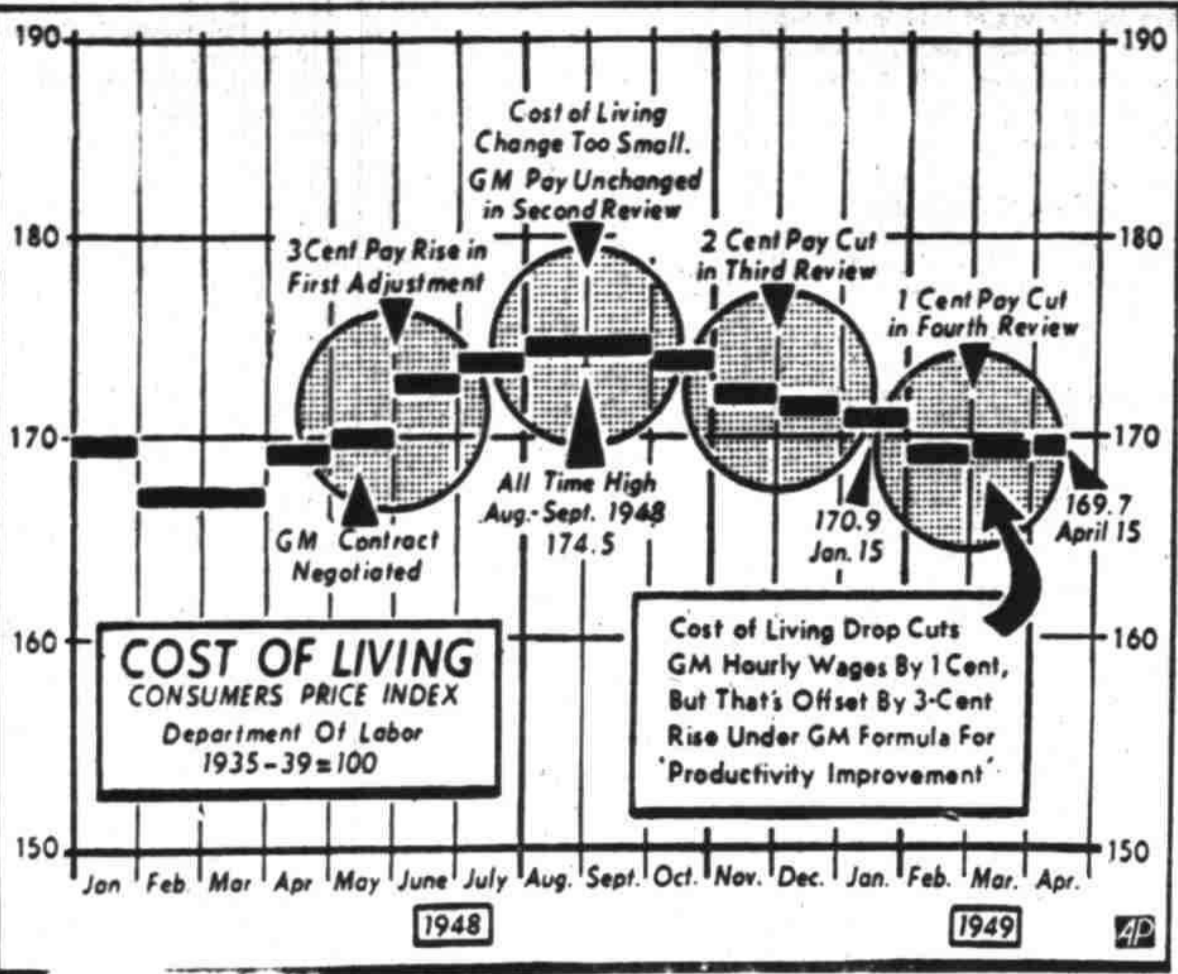 190
190
Cost of Living
Change Too Small.
GM Pay Unchanged
in Second Review
180
180
3 Cent Pay Rise in
First Adjustment
2 Cent Pay Cut
in Third Review
1 Cent Pay Cut
in Fourth Review
170
170
All Time High
Aug.-Sept. 1948
174.5
170.9
Jan. 15
169.7
April 15
GM Contract
Negotiated
160
160
COST OF LIVING
CONSUMERS PRICE INDEX
Department Of Labor
1935-39=100
Cost of Living Drop Cuts
GM Hourly Wages By 1 Cent,
But That's Offset By 3-Cent
Rise Under GM Formula For
'Productivity Improvement'
150
150
Jan Feb Mar Apr May June July Aug. Sept. Oct. Nov. Dec. Jan. Feb. Mar. Apr.
1948
1949
AP